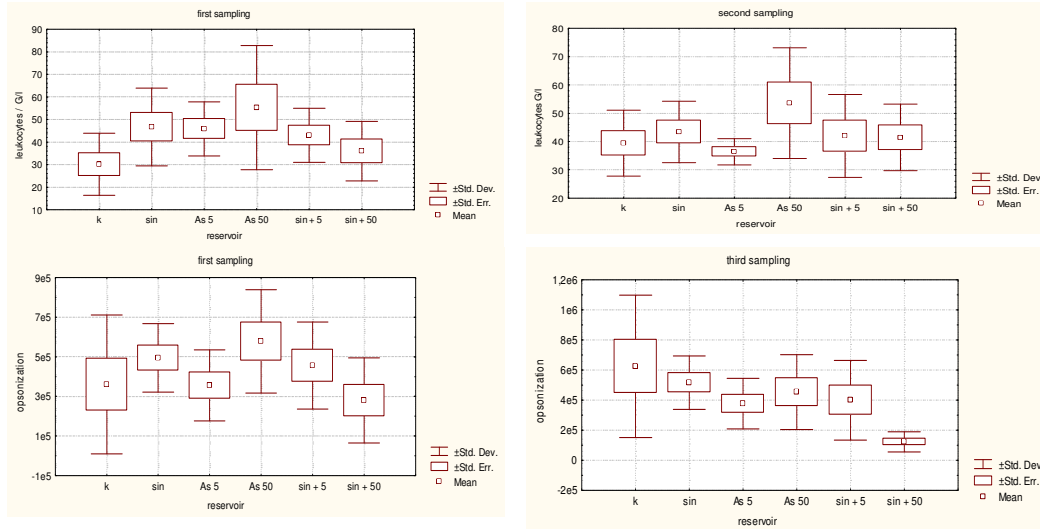 first sampling
leukocytes / G/l
90
80
70
60
50
40
30
20
10
k sin As 5 As 50 sin + 5 sin + 50
reservoir
±Std. Dev.
±Std. Err.
Mean
second sampling
leukocytes G/l
80
70
60
50
40
30
20
k sin As 5 As 50 sin + 5 sin + 50
reservoir
±Std. Dev.
±Std. Err.
Mean
first sampling
opsonization
9e5
7e5
5e5
3e5
1e5
-1e5
k sin As 5 As 50 sin + 5 sin + 50
reservoir
±Std. Dev.
±Std. Err.
Mean
third sampling
opsonization
1,2e6
1e6
8e5
6e5
4e5
2e5
0
-2e5
k sin As 5 As 50 sin + 5 sin + 50
reservoir
±Std. Dev.
±Std. Err.
Mean